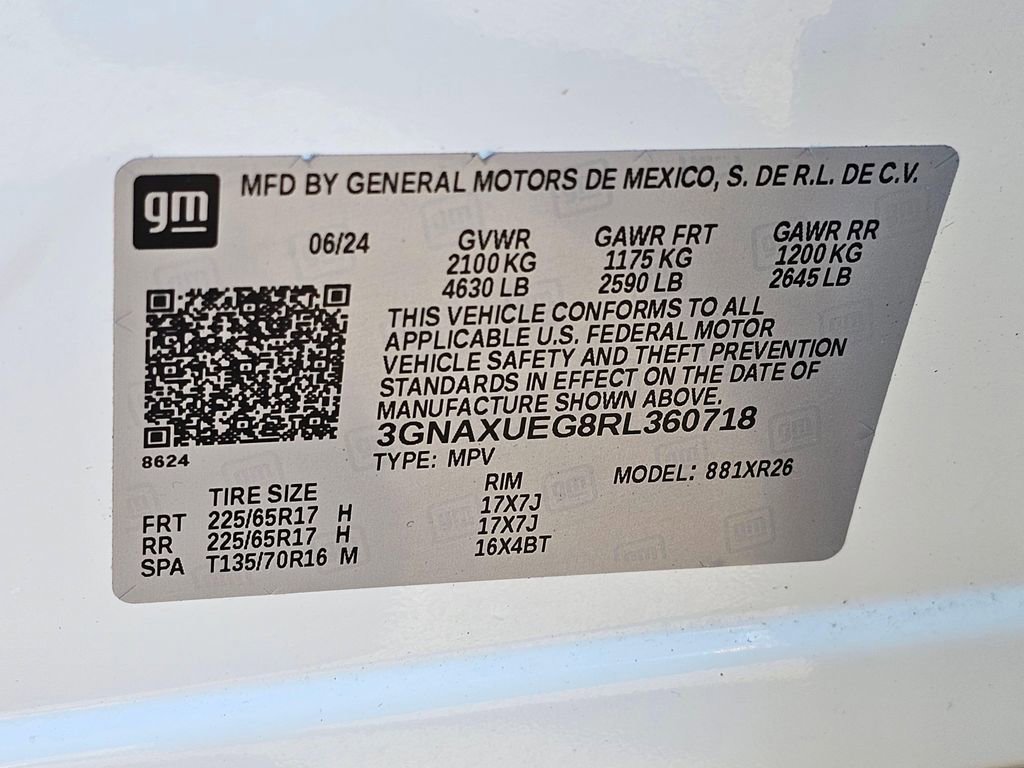 gm MFD BY GENERAL MOTORS DE MEXICO, S. DE R.L. DE C.V.
06/24 GVWR GAWR FRT GAWR RR
2100 KG 1175 KG 1200 KG
4630 LB 2590 LB 2645 LB
THIS VEHICLE CONFORMS TO ALL
APPLICABLE U.S. FEDERAL MOTOR
VEHICLE SAFETY AND THEFT PREVENTION
STANDARDS IN EFFECT ON THE DATE OF
MANUFACTURE SHOWN ABOVE.
3GNAXUEG8RL360718
8624
TYPE: MPV MODEL: 881XR26
TIRE SIZE RIM
FRT 225/65R17 H 17X7J
RR 225/65R17 H 17X7J
SPA T135/70R16 M 16X4BT